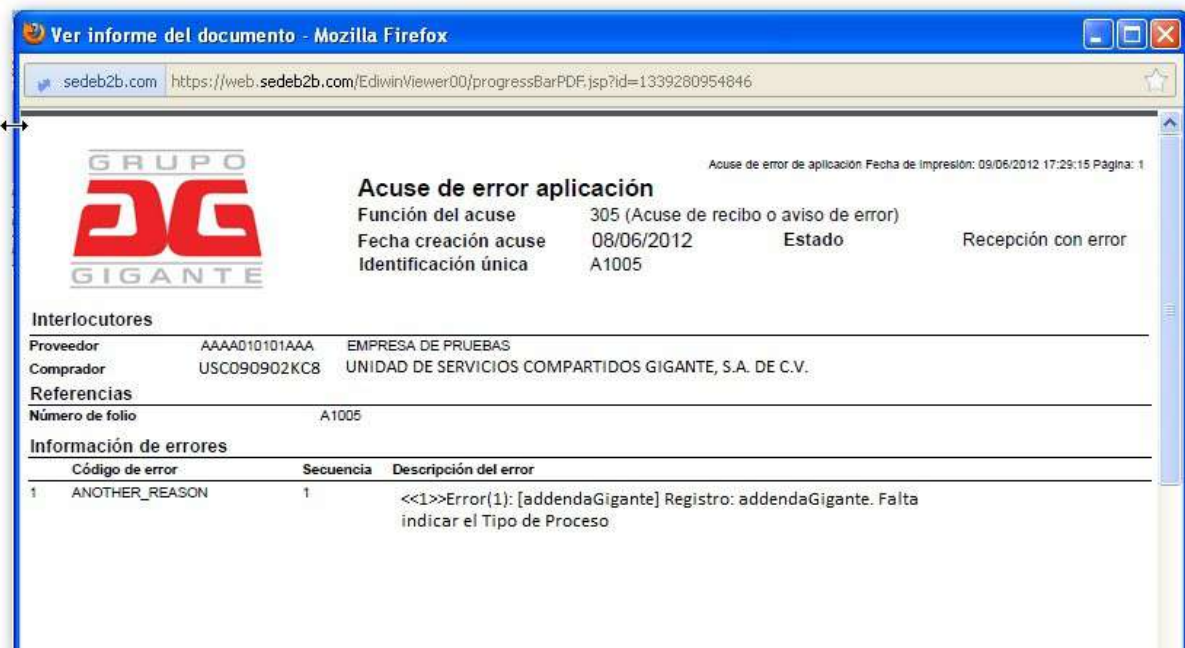 Ver informe del documento - Mozilla Firefox
sedeb2b.com https://web.sedeb2b.com/EdiwinViewer00/progressBarPDF.jsp?id=1339280954846
GRUPO
GIGANTE
Acuse de error de aplicación Fecha de impresión: 09/06/2012 17:29:15 Página: 1
Acuse de error aplicación
Función del acuse 305 (Acuse de recibo o aviso de error)
Fecha creación acuse 08/06/2012 Estado Recepción con error
Identificación única A1005
Interlocutores
Proveedor AAAA010101AAA EMPRESA DE PRUEBAS
Comprador USC090902KC8 UNIDAD DE SERVICIOS COMPARTIDOS GIGANTE, S.A. DE C.V.
Referencias
Número de folio A1005
Información de errores
Código de error Secuencia Descripción del error
1 ANOTHER_REASON 1 <<1>>Error(1): [addendaGigante] Registro: addendaGigante. Falta
indicar el Tipo de Proceso